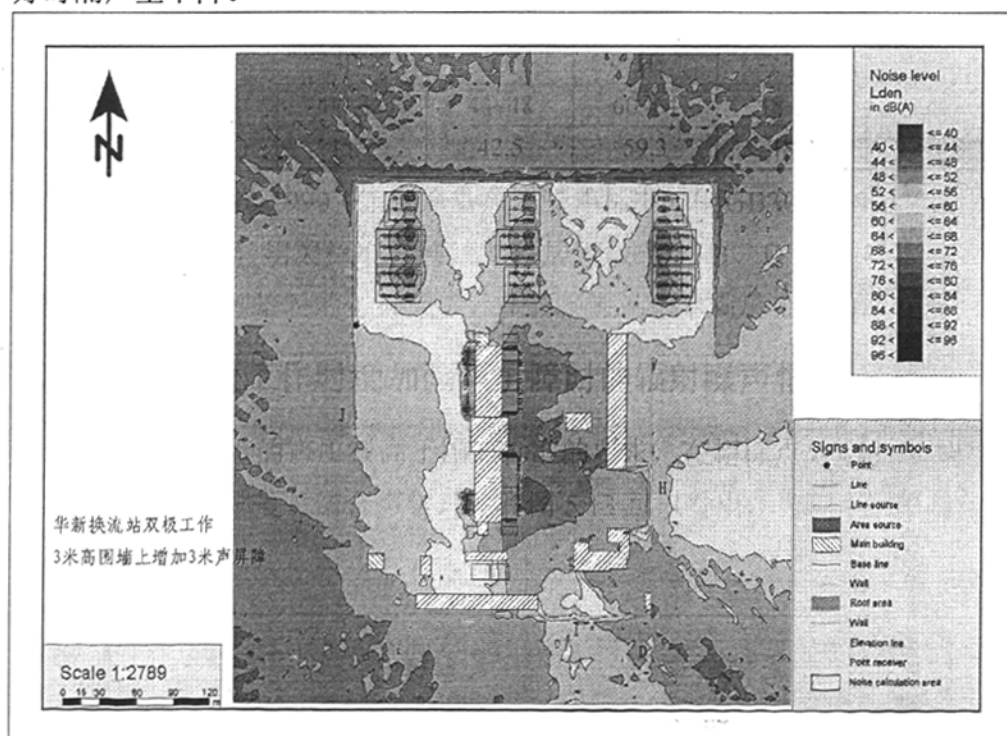 N
Noise level
Lden
in dB(A)
<= 40
40 < <= 44
44 < <= 48
48 < <= 52
52 < <= 56
56 < <= 60
60 < <= 64
64 < <= 68
68 < <= 72
72 < <= 76
76 < <= 80
80 < <= 84
84 < <= 88
88 < <= 92
92 < <= 96
96 <
42.5 59.3
J
H
I
D
华新换流站双极工作
3米高围墙上增加3米声屏障
Scale 1:2789
0 15 30 60 90 120
m
Signs and symbols
Point
Line
Line source
Area source
Main building
Base line
Wall
Roof area
Wall
Elevation line
Point receiver
Noise calculation area